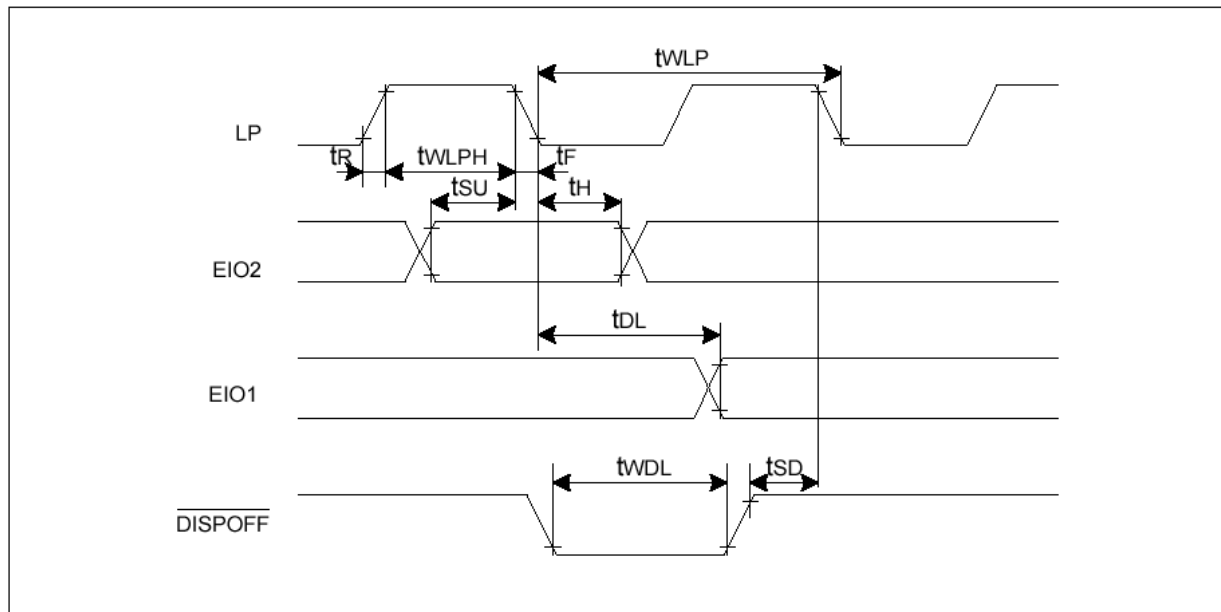 tWLP
LP
tR tWLPH tF
tSU tH
EIO2
tDL
EIO1
tWDL tSD
DISPOFF